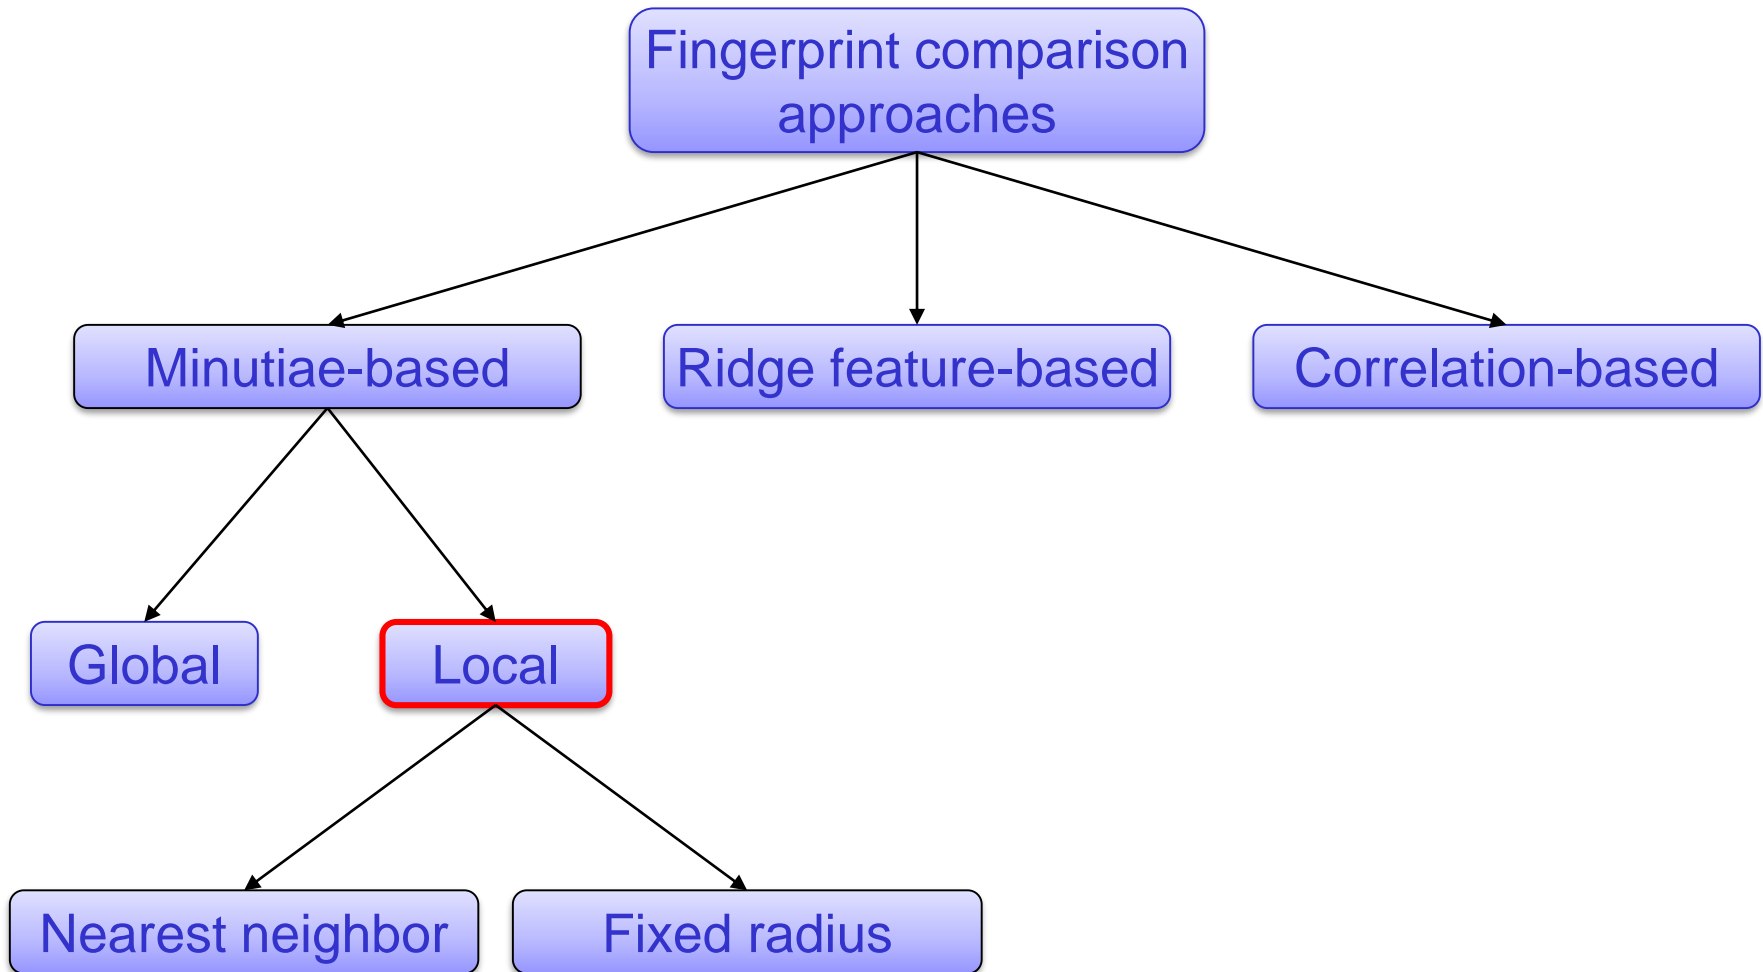 Fingerprint comparison
approaches
Minutiae-based
Ridge feature-based
Correlation-based
Global
Local
Nearest neighbor
Fixed radius